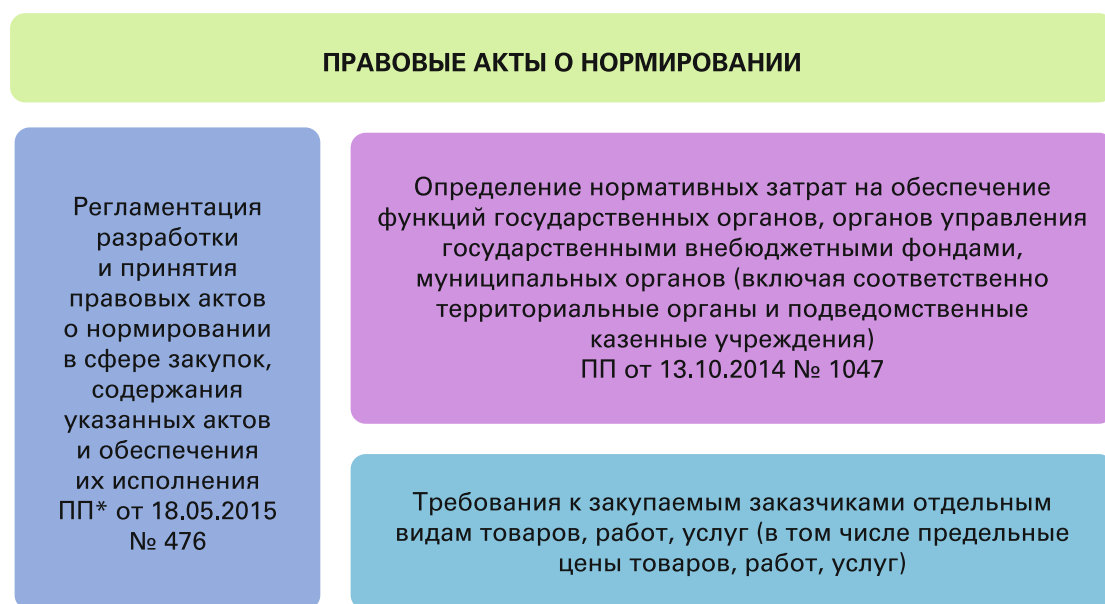 ПРАВОВЫЕ АКТЫ О НОРМИРОВАНИИ
Регламентация
разработки
и принятия
правовых актов
о нормировании
в сфере закупок,
содержания
указанных актов
и обеспечения
их исполнения
ПП* от 18.05.2015
№ 476
Определение нормативных затрат на обеспечение
функций государственных органов, органов управления
государственными внебюджетными фондами,
муниципальных органов (включая соответственно
территориальные органы и подведомственные
казенные учреждения)
ПП от 13.10.2014 № 1047
Требования к закупаемым заказчиками отдельным
видам товаров, работ, услуг (в том числе предельные
цены товаров, работ, услуг)